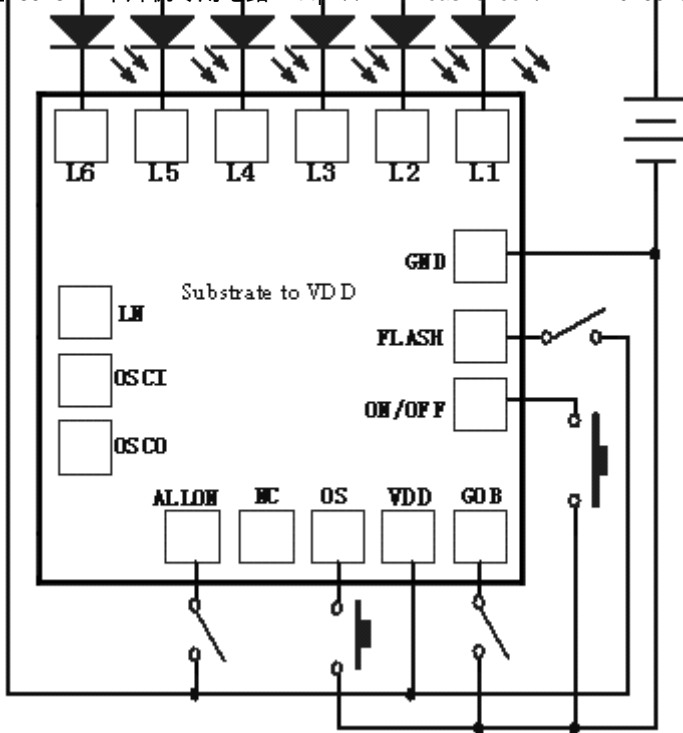 L6 L5 L4 L3 L2 L1
GND
Substrate to VDD
LN
FLASH
OSCI
ON/OFF
OSCO
ALLON NC OS VDD GOB